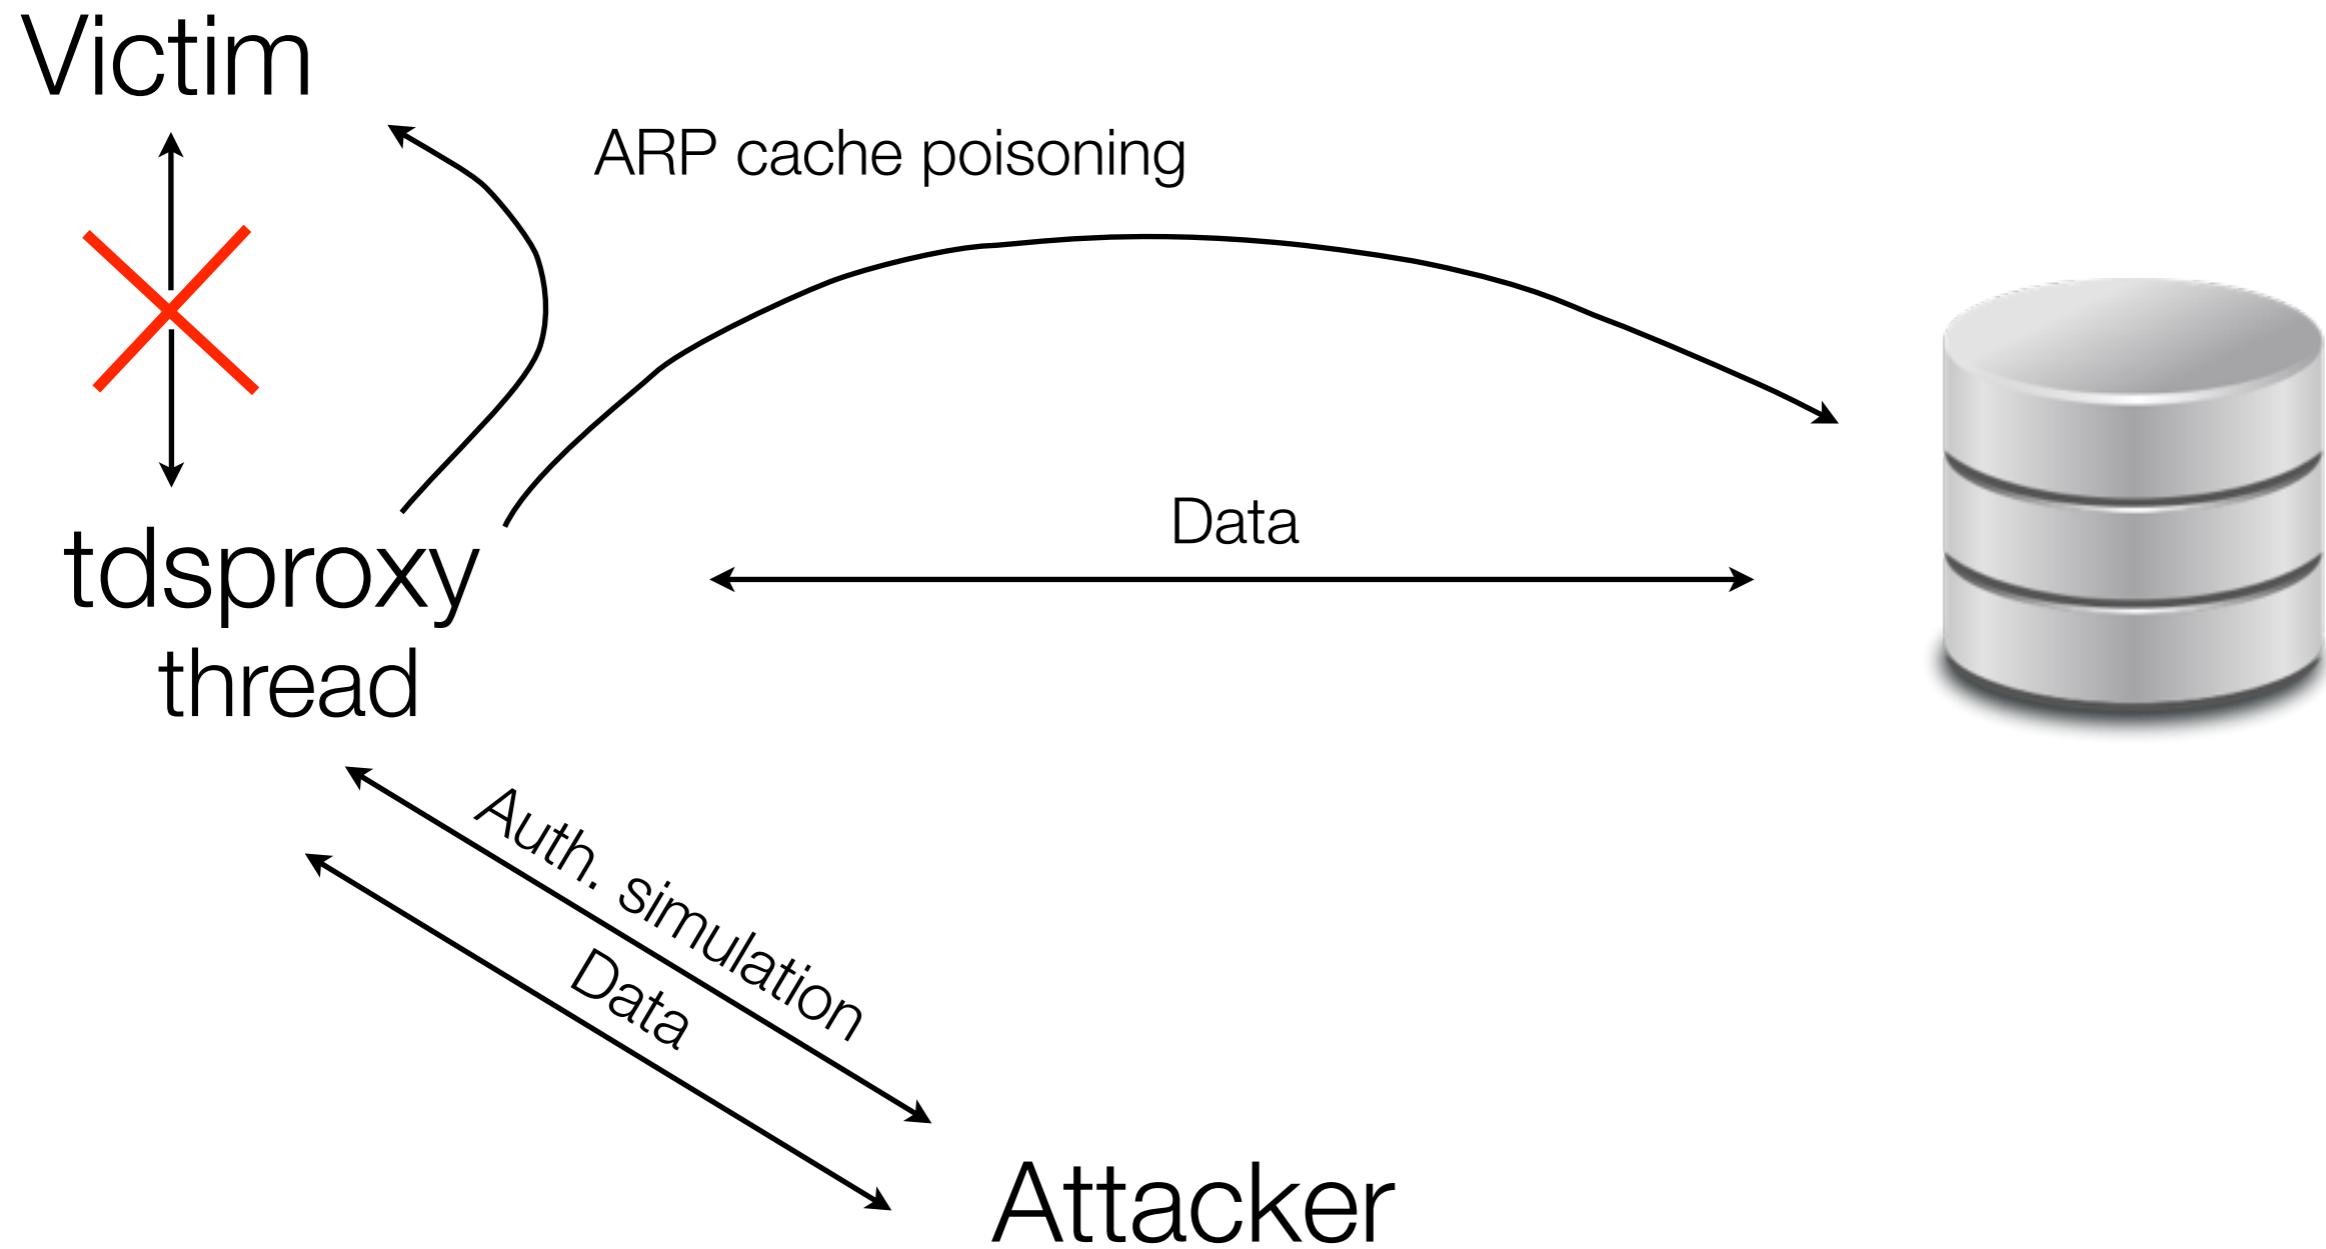 Victim
ARP cache poisoning
Data
tdsproxy
thread
Auth. simulation
Data
Attacker